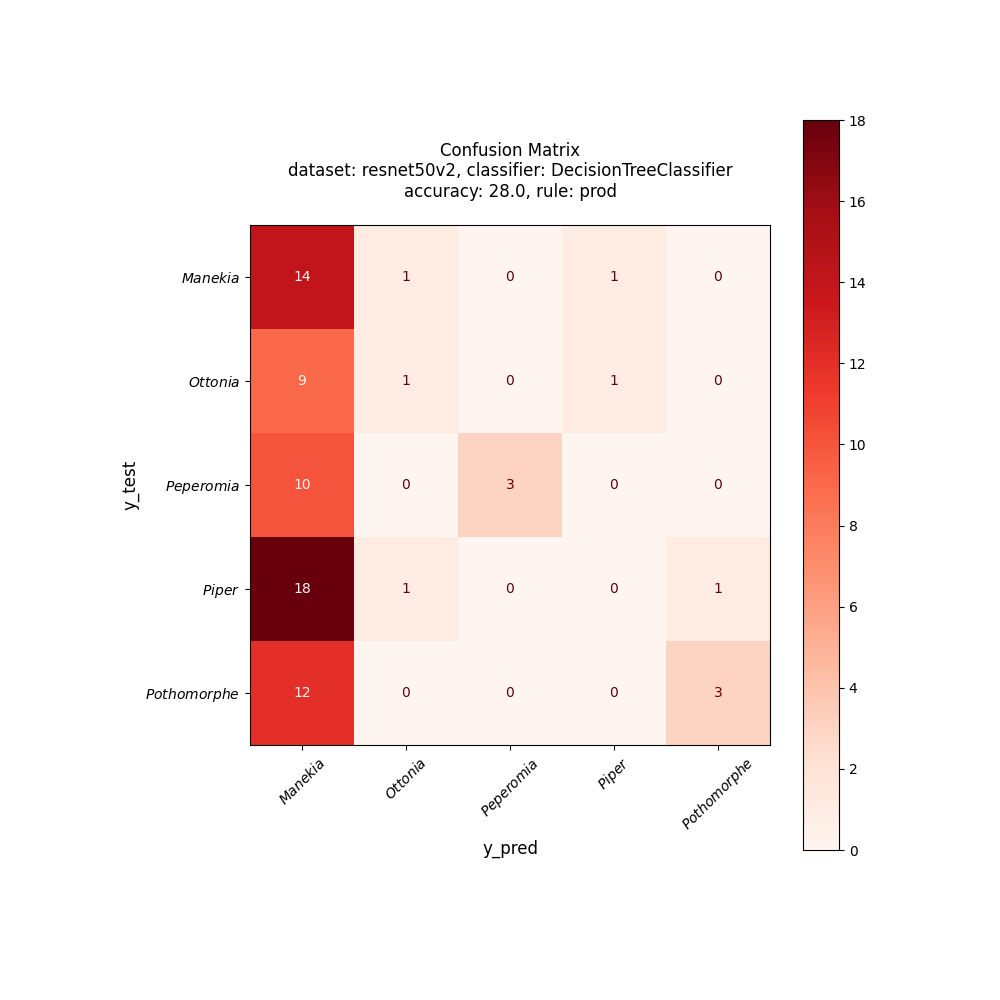 Confusion Matrix
dataset: resnet50v2, classifier: DecisionTreeClassifier
accuracy: 28.0, rule: prod
y_test
Manekia 14 1 0 1 0
Ottonia 9 1 0 1 0
Peperomia 10 0 3 0 0
Piper 18 1 0 0 1
Pothomorphe 12 0 0 0 3
Manekia Ottonia Peperomia Piper Pothomorphe
y_pred
18
16
14
12
10
8
6
4
2
0